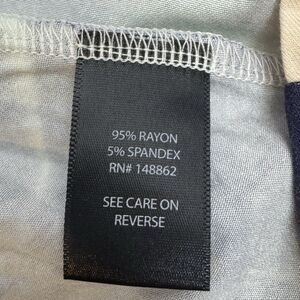 95% RAYON
5% SPANDEX
RN# 148862
SEE CARE ON
REVERSE